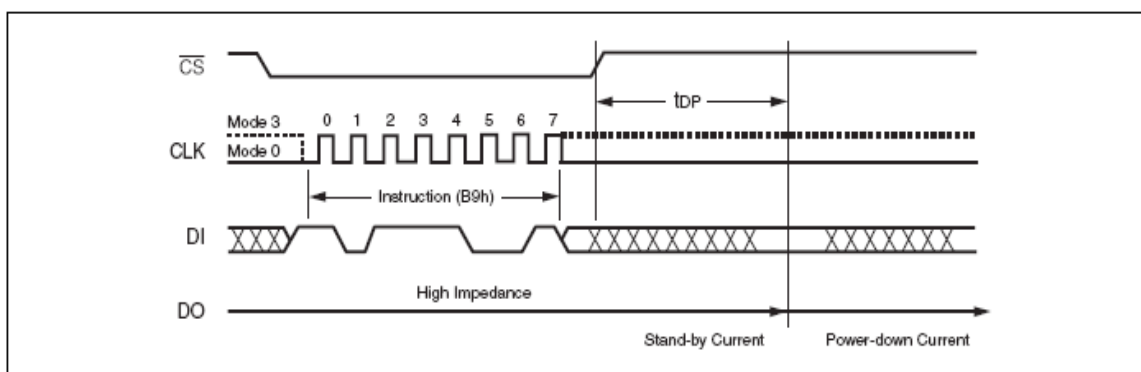 CS
tDP
Mode 3
0 1 2 3 4 5 6 7
CLK
Mode 0
Instruction (B9h)
DI
High Impedance
DO
Stand-by Current
Power-down Current